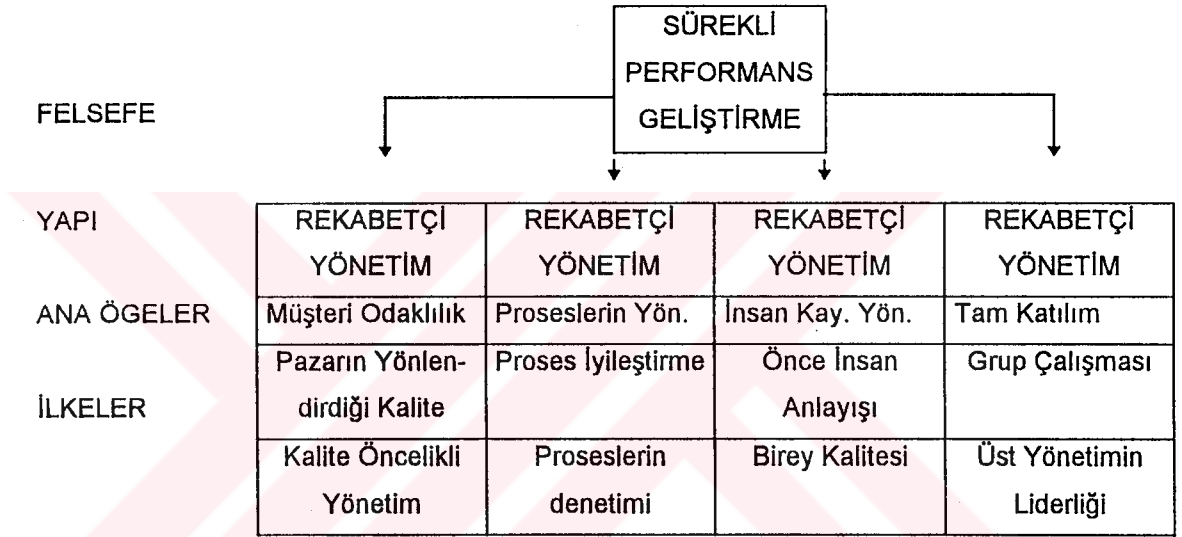 SÜREKLİ
PERFORMANS
GELİŞTİRME
FELSEFE
YAPI
REKABETÇİ YÖNETİM
REKABETÇİ YÖNETİM
REKABETÇİ YÖNETİM
REKABETÇİ YÖNETİM
ANA ÖGELER
Müşteri Odaklılık
Proseslerin Yön.
İnsan Kay. Yön.
Tam Katılım
İLKELER
Pazarın Yönlen-
dirdiği Kalite
Proses İyileştirme
Önce İnsan
Anlayışı
Grup Çalışması
Kalite Öncelikli
Yönetim
Proseslerin
denetimi
Birey Kalitesi
Üst Yönetimin
Liderliği